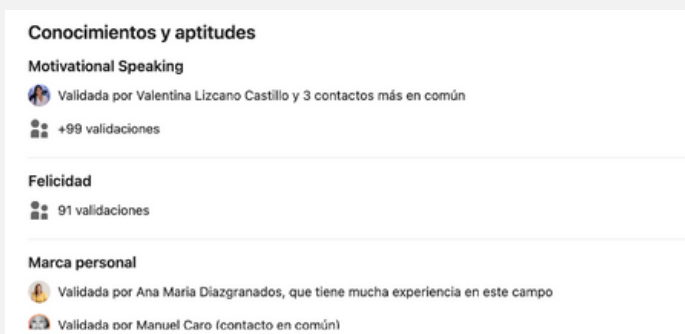 Conocimientos y aptitudes
Motivational Speaking
Validada por Valentina Lizcano Castillo y 3 contactos más en común
+99 validaciones
Felicidad
91 validaciones
Marca personal
Validada por Ana Maria Diazgranados, que tiene mucha experiencia en este campo
Validada por Manuel Caro (contacto en común)